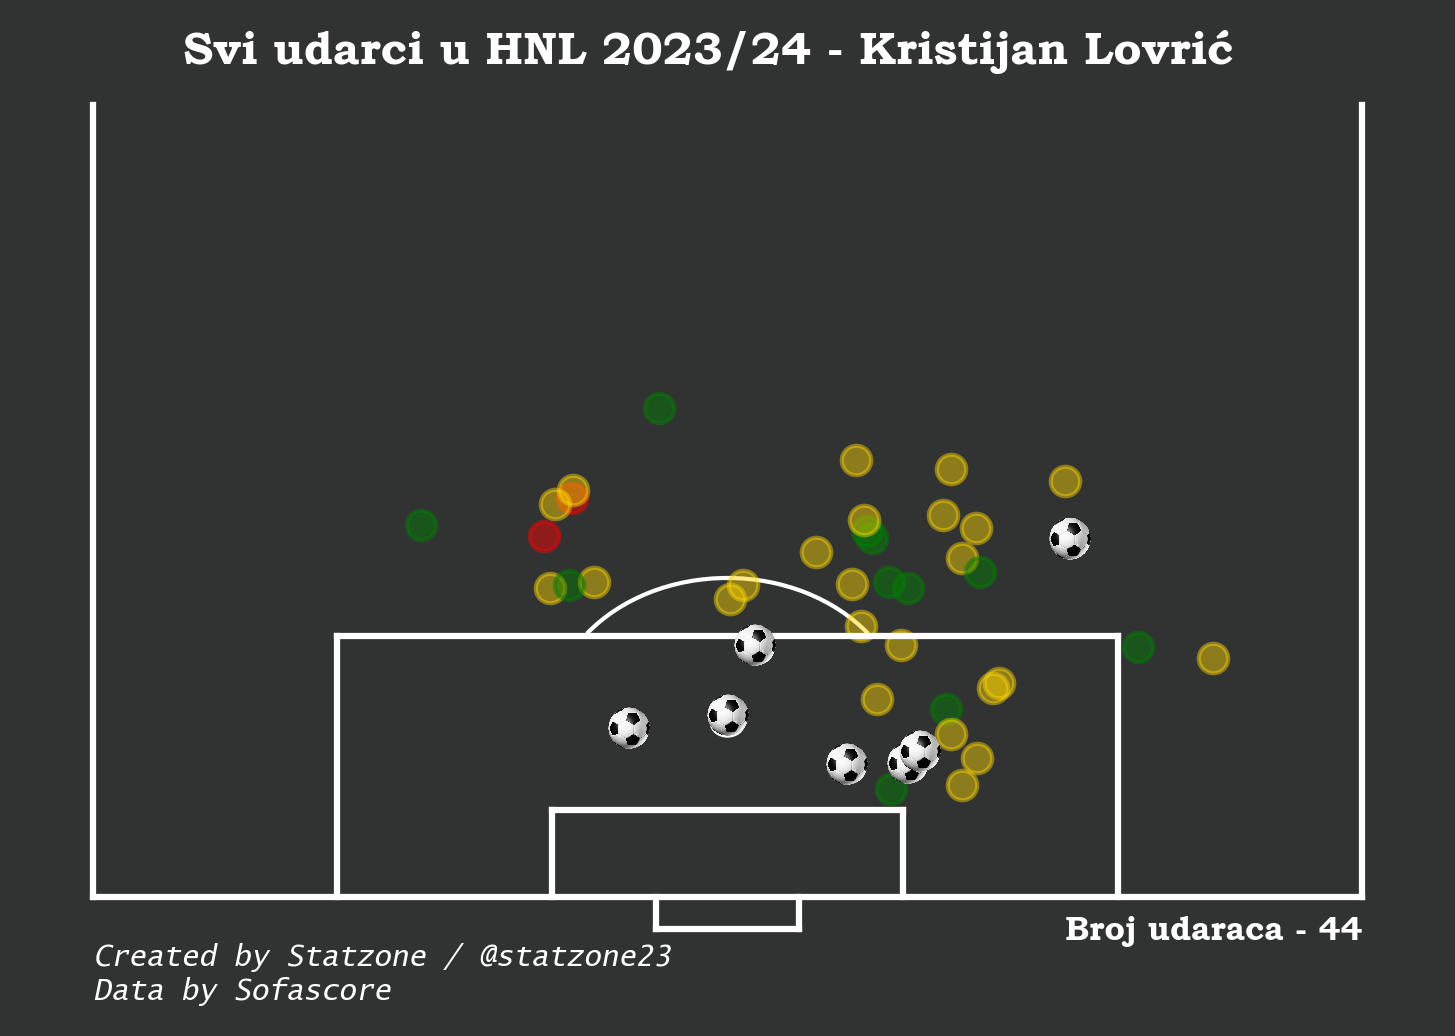 Svi udarci u HNL 2023/24 - Kristijan Lovrić
Broj udaraca - 44
Created by Statzone / @statzone23
Data by Sofascore